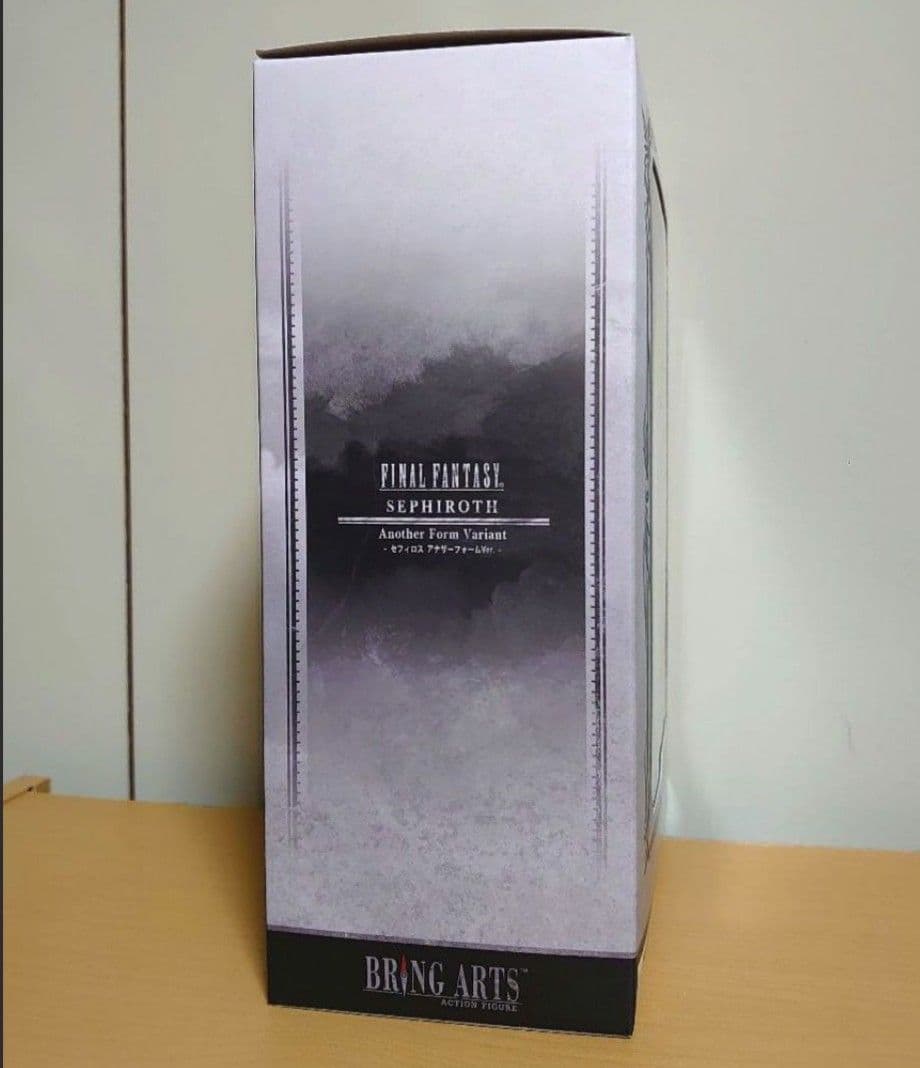 FINAL FANTASY
SEPHIROTH
Another Form Variant
- セフィロス アナザーフォームVer. -
BRING ARTS™
ACTION FIGURE